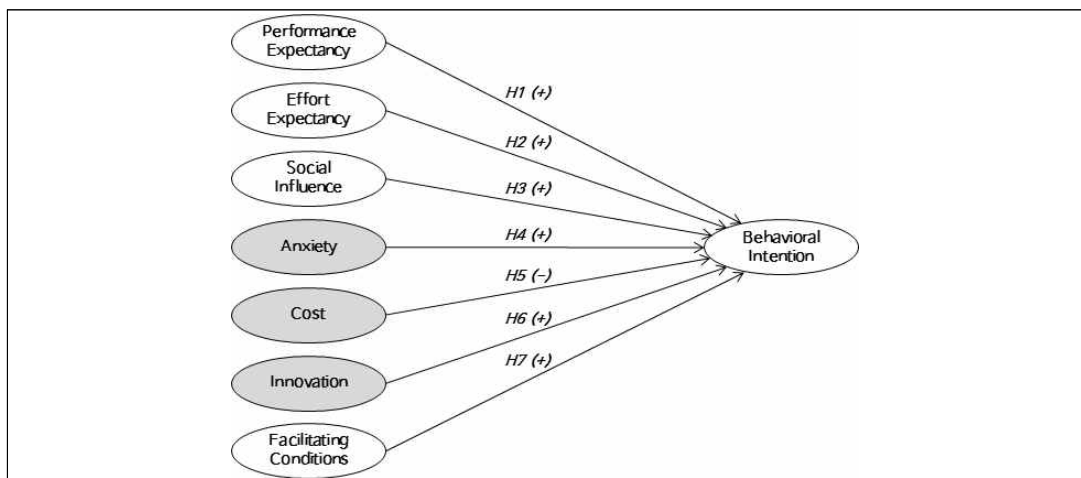 Performance
Expectancy
H1 (+)
Effort
Expectancy
H2 (+)
Social
Influence
H3 (+)
Anxiety
H4 (+)
Behavioral
Intention
H5 (−)
Cost
H6 (+)
Innovation
H7 (+)
Facilitating
Conditions